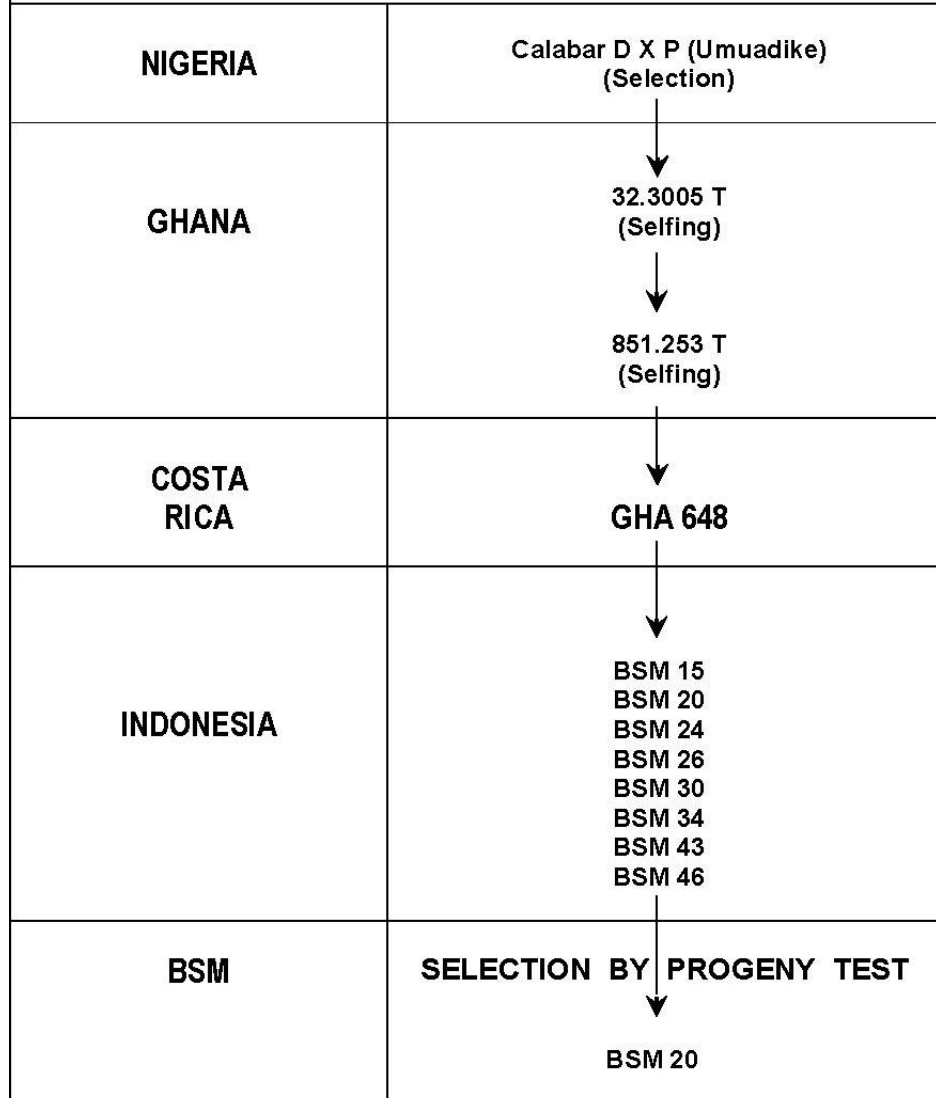 NIGERIA
Calabar D X P (Umuadike)
(Selection)
GHANA
32.3005 T
(Selfing)
851.253 T
(Selfing)
COSTA
RICA
GHA 648
INDONESIA
BSM 15
BSM 20
BSM 24
BSM 26
BSM 30
BSM 34
BSM 43
BSM 46
BSM
SELECTION BY PROGENY TEST
BSM 20